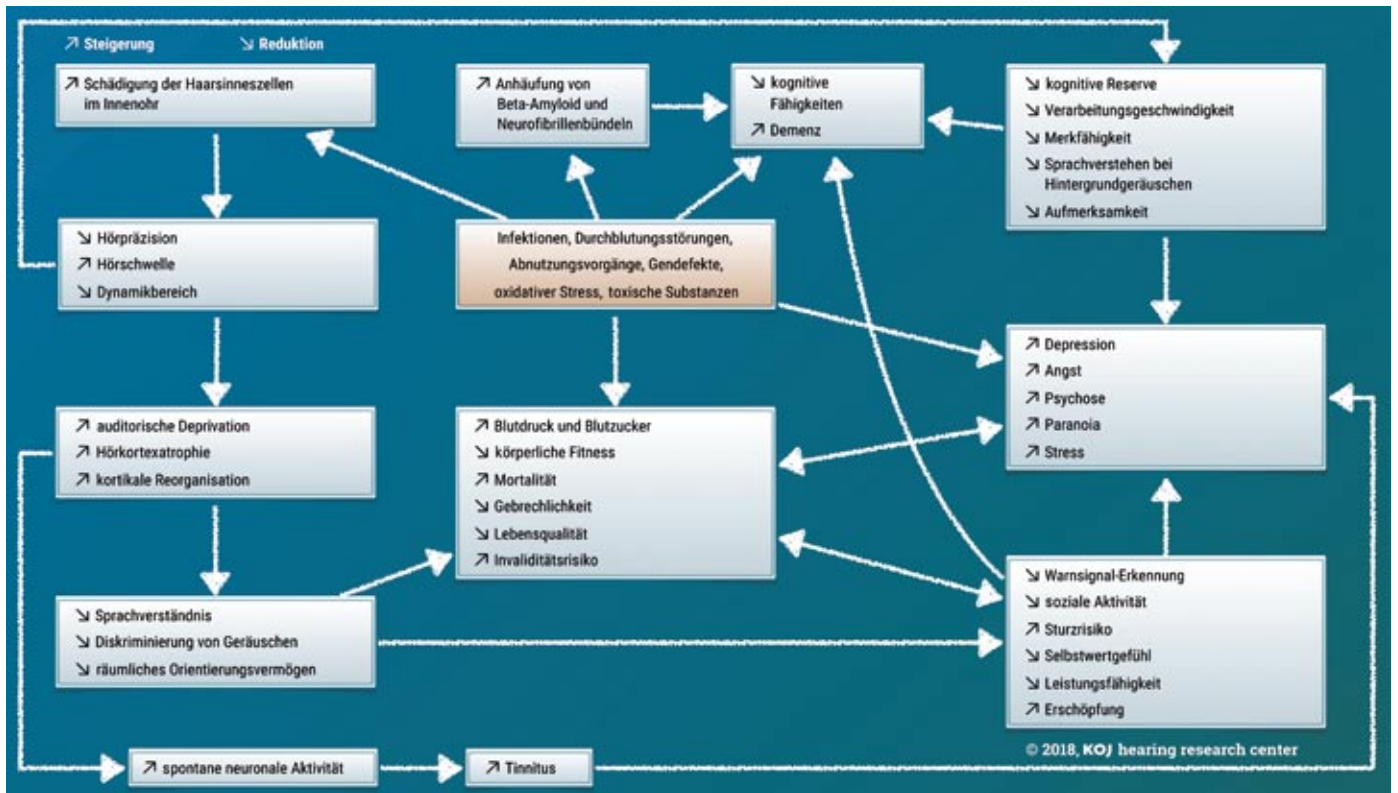 ↗ Steigerung
↘ Reduktion
↗ Schädigung der Haarsinneszellen
im Innenohr
↗ Anhäufung von
Beta-Amyloid und
Neurofibrillenbündeln
↘ kognitive
Fähigkeiten
↗ Demenz
↘ kognitive Reserve
↘ Verarbeitungsgeschwindigkeit
↘ Merkfähigkeit
↘ Sprachverstehen bei
Hintergrundgeräuschen
↘ Aufmerksamkeit
↘ Hörpräzision
↗ Hörschwelle
↘ Dynamikbereich
Infektionen, Durchblutungsstörungen,
Abnutzungsvorgänge, Gendefekte,
oxidativer Stress, toxische Substanzen
↗ Depression
↗ Angst
↗ Psychose
↗ Paranoia
↗ Stress
↗ auditorische Deprivation
↗ Hörkortexatrophie
↗ kortikale Reorganisation
↗ Blutdruck und Blutzucker
↘ körperliche Fitness
↗ Mortalität
↘ Gebrechlichkeit
↘ Lebensqualität
↗ Invaliditätsrisiko
↘ Sprachverständnis
↘ Diskriminierung von Geräuschen
↘ räumliches Orientierungsvermögen
↘ Warnsignal-Erkennung
↘ soziale Aktivität
↗ Sturzrisiko
↘ Selbstwertgefühl
↘ Leistungsfähigkeit
↗ Erschöpfung
↗ spontane neuronale Aktivität
↗ Tinnitus
© 2018, KOJ hearing research center